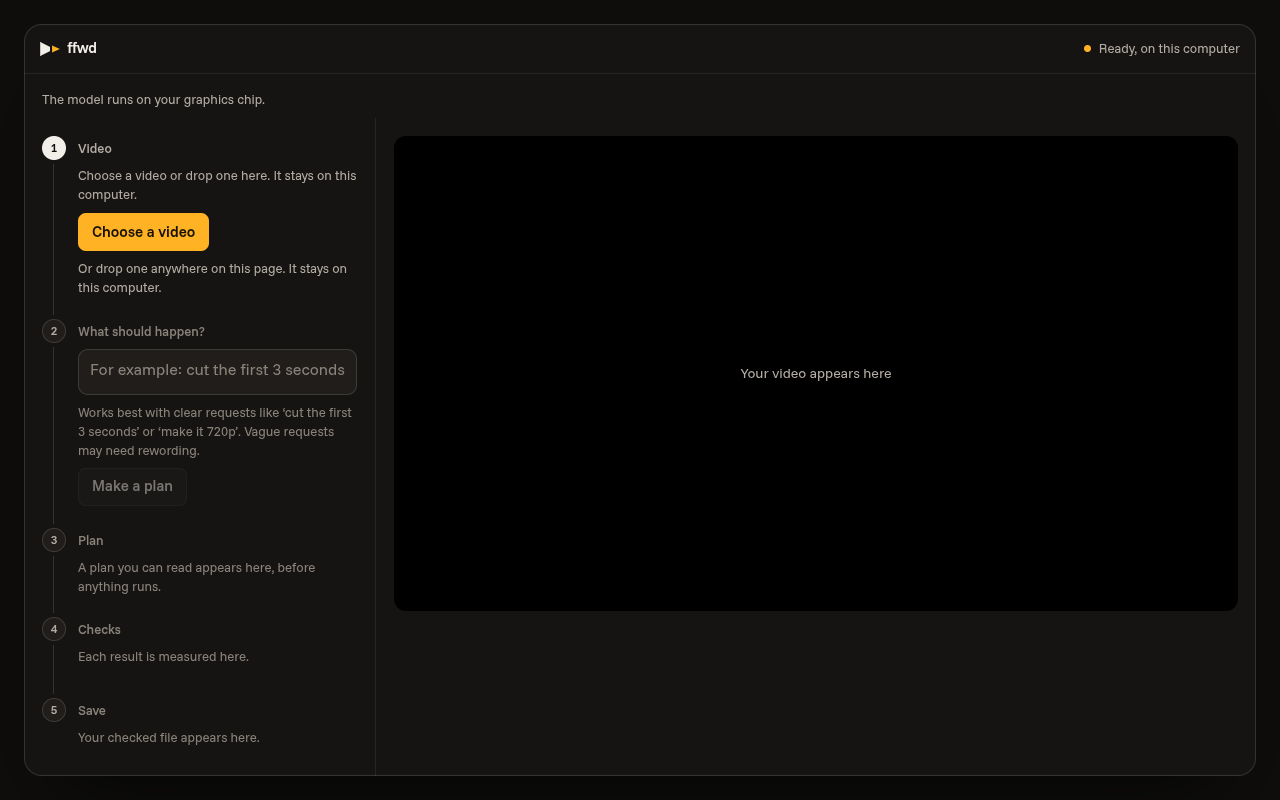 ffwd
Ready, on this computer
The model runs on your graphics chip.
1 Video
Choose a video or drop one here. It stays on this
computer.
Choose a video
Or drop one anywhere on this page. It stays on
this computer.
2 What should happen?
For example: cut the first 3 seconds
Works best with clear requests like ‘cut the first
3 seconds’ or ‘make it 720p’. Vague requests
may need rewording.
Make a plan
3 Plan
A plan you can read appears here, before
anything runs.
4 Checks
Each result is measured here.
5 Save
Your checked file appears here.
Your video appears here